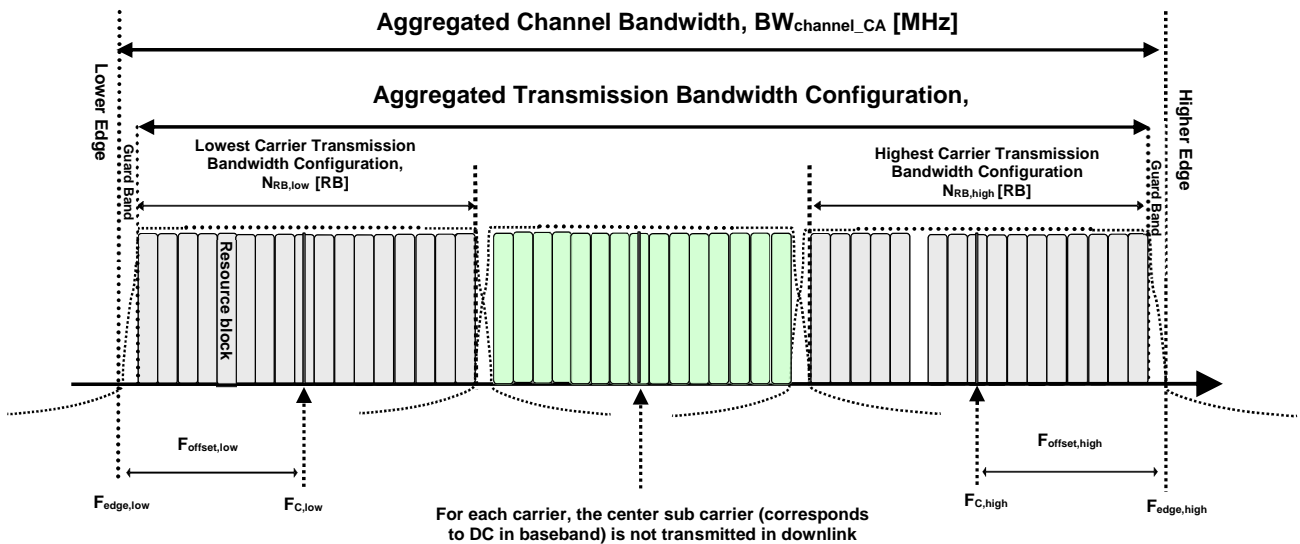 Aggregated Channel Bandwidth, BWchannel_CA [MHz]
Lower Edge
Higher Edge
Aggregated Transmission Bandwidth Configuration,
Guard Band
Lowest Carrier Transmission
Bandwidth Configuration,
NRB,low [RB]
Highest Carrier Transmission
Bandwidth Configuration
NRB,high [RB]
Guard Band
Resource block
Foffset,low
Foffset,high
Fedge,low
FC,low
FC,high
Fedge,high
For each carrier, the center sub carrier (corresponds
to DC in baseband) is not transmitted in downlink